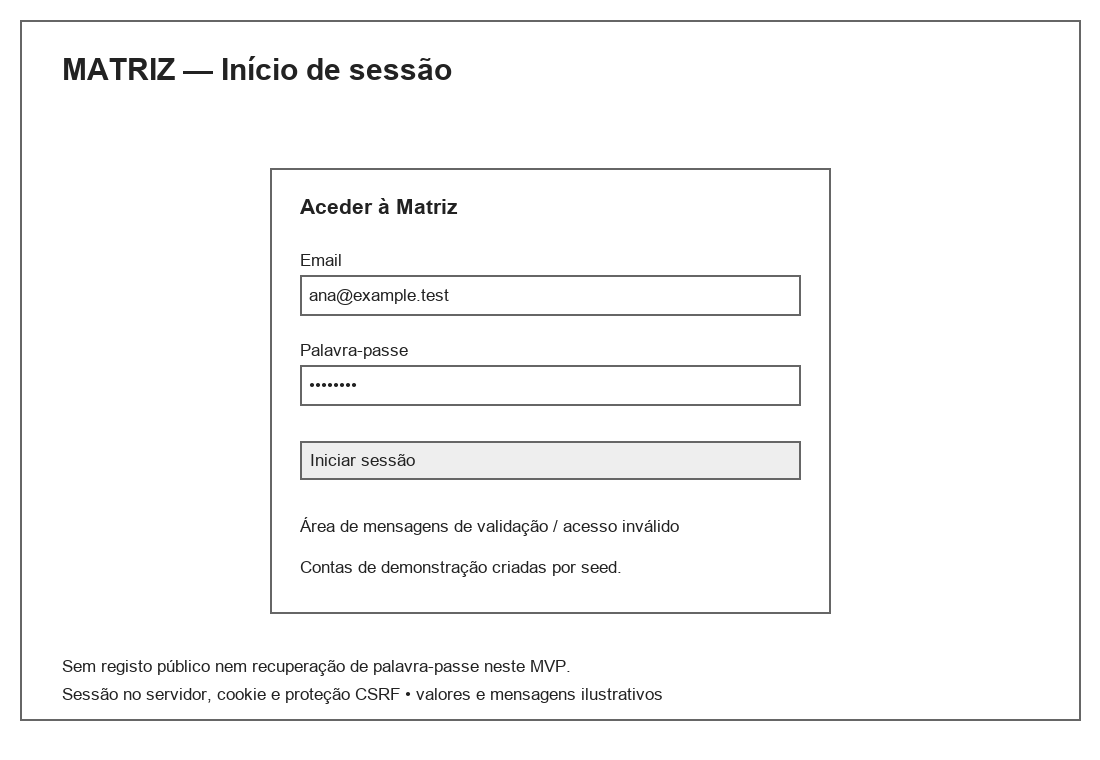 MATRIZ — Início de sessão
Aceder à Matriz
Email
ana@example.test
Palavra-passe
••••••••
Iniciar sessão
Área de mensagens de validação / acesso inválido
Contas de demonstração criadas por seed.
Sem registo público nem recuperação de palavra-passe neste MVP.
Sessão no servidor, cookie e proteção CSRF • valores e mensagens ilustrativos